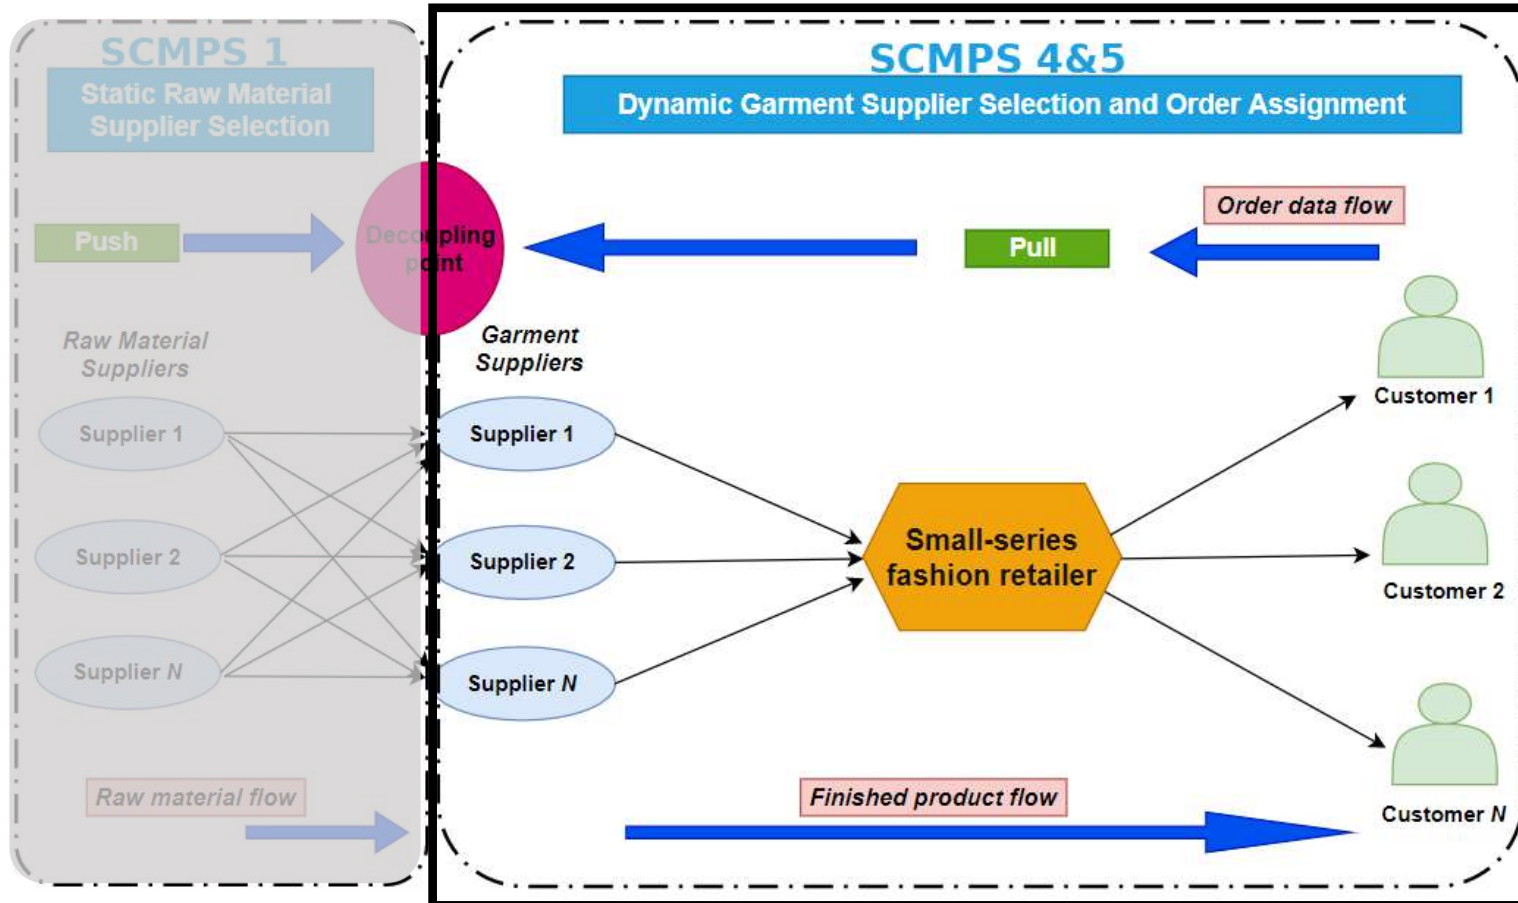 SCMPS 1
Static Raw Material
Supplier Selection
Push
Decoupling
point
Raw Material
Suppliers
Supplier 1
Supplier 2
Supplier N
Raw material flow
SCMPS 4&5
Dynamic Garment Supplier Selection and Order Assignment
Order data flow
Pull
Garment
Suppliers
Supplier 1
Supplier 2
Supplier N
Small-series
fashion retailer
Customer 1
Customer 2
Customer N
Finished product flow